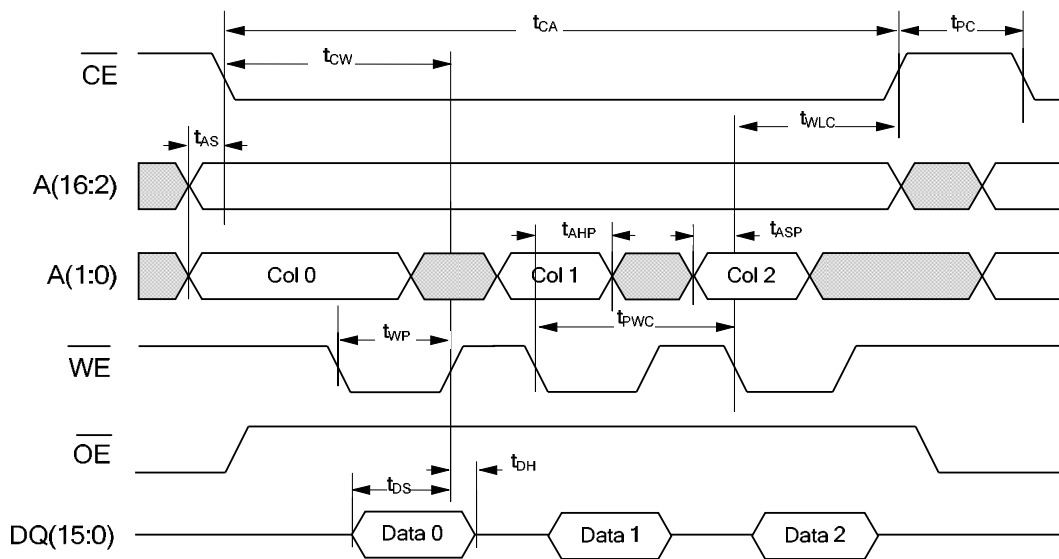 tCA
tPC
CE
tCW
tWLC
tAS
A(16:2)
tAHP
tASP
A(1:0)
Col 0
Col 1
Col 2
tPWC
tWP
WE
OE
tDH
tDS
DQ(15:0)
Data 0
Data 1
Data 2